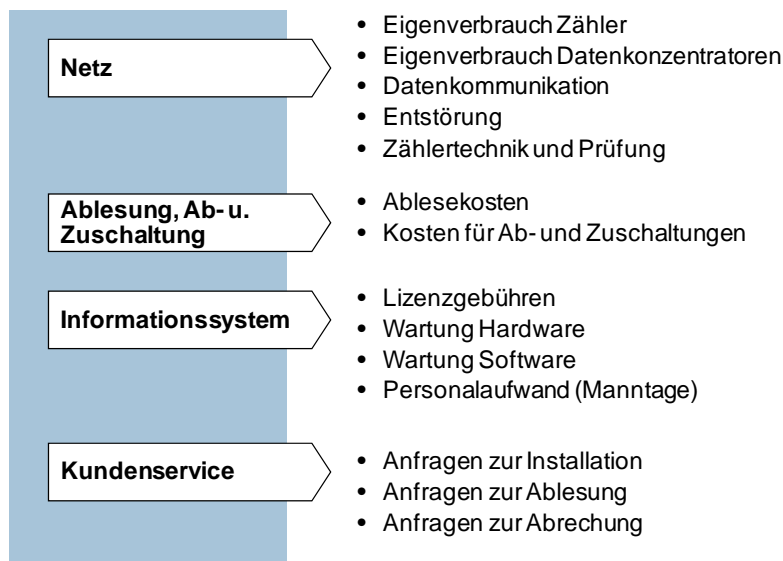 Netz
• Eigenverbrauch Zähler
• Eigenverbrauch Datenkonzentratoren
• Datenkommunikation
• Entstörung
• Zählertechnik und Prüfung
Ablesung, Ab- u.
Zuschaltung
• Ablesekosten
• Kosten für Ab- und Zuschaltungen
Informationssystem
• Lizenzgebühren
• Wartung Hardware
• Wartung Software
• Personalaufwand (Manntage)
Kundenservice
• Anfragen zur Installation
• Anfragen zur Ablesung
• Anfragen zur Abrechung